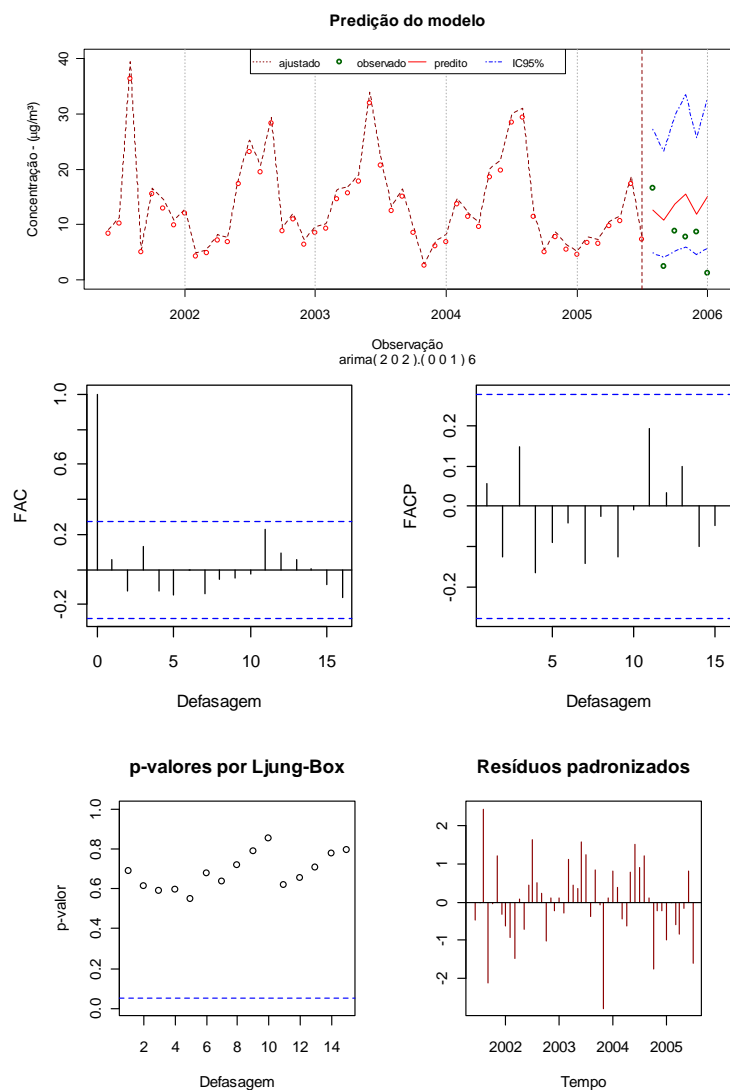 Predição do modelo
ajustado observado predito IC95%
Concentração - (µg/m³)
40
30
20
10
0
2002 2003 2004 2005 2006
Observação
arima( 2 0 2 ).( 0 0 1 ) 6
FAC
1.0
0.6
0.2
-0.2
0 5 10 15
Defasagem
FACP
0.2
0.0
-0.2
5 10 15
Defasagem
p-valores por Ljung-Box
p-valor
1.0
0.8
0.6
0.4
0.2
0.0
2 4 6 8 10 12 14
Defasagem
Resíduos padronizados
2
1
0
-1
-2
2002 2003 2004 2005
Tempo